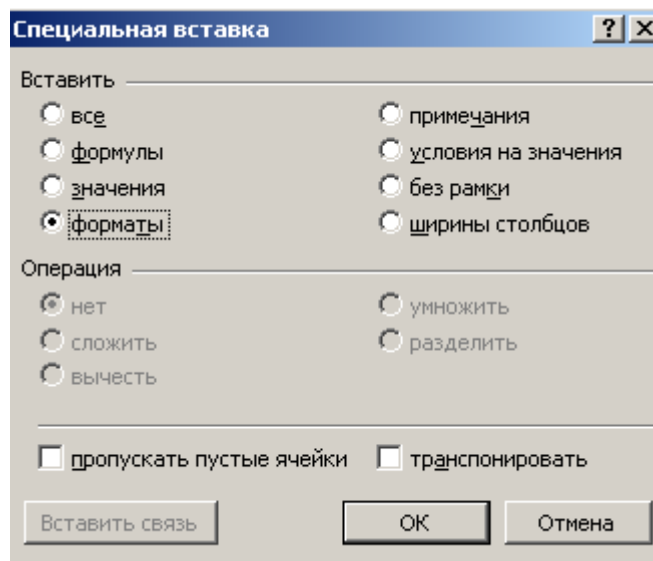 Специальная вставка
Вставить
все
примечания
формулы
условия на значения
значения
без рамки
форматы
ширины столбцов
Операция
нет
умножить
сложить
разделить
вычесть
пропускать пустые ячейки
транспонировать
Вставить связь
ОК
Отмена